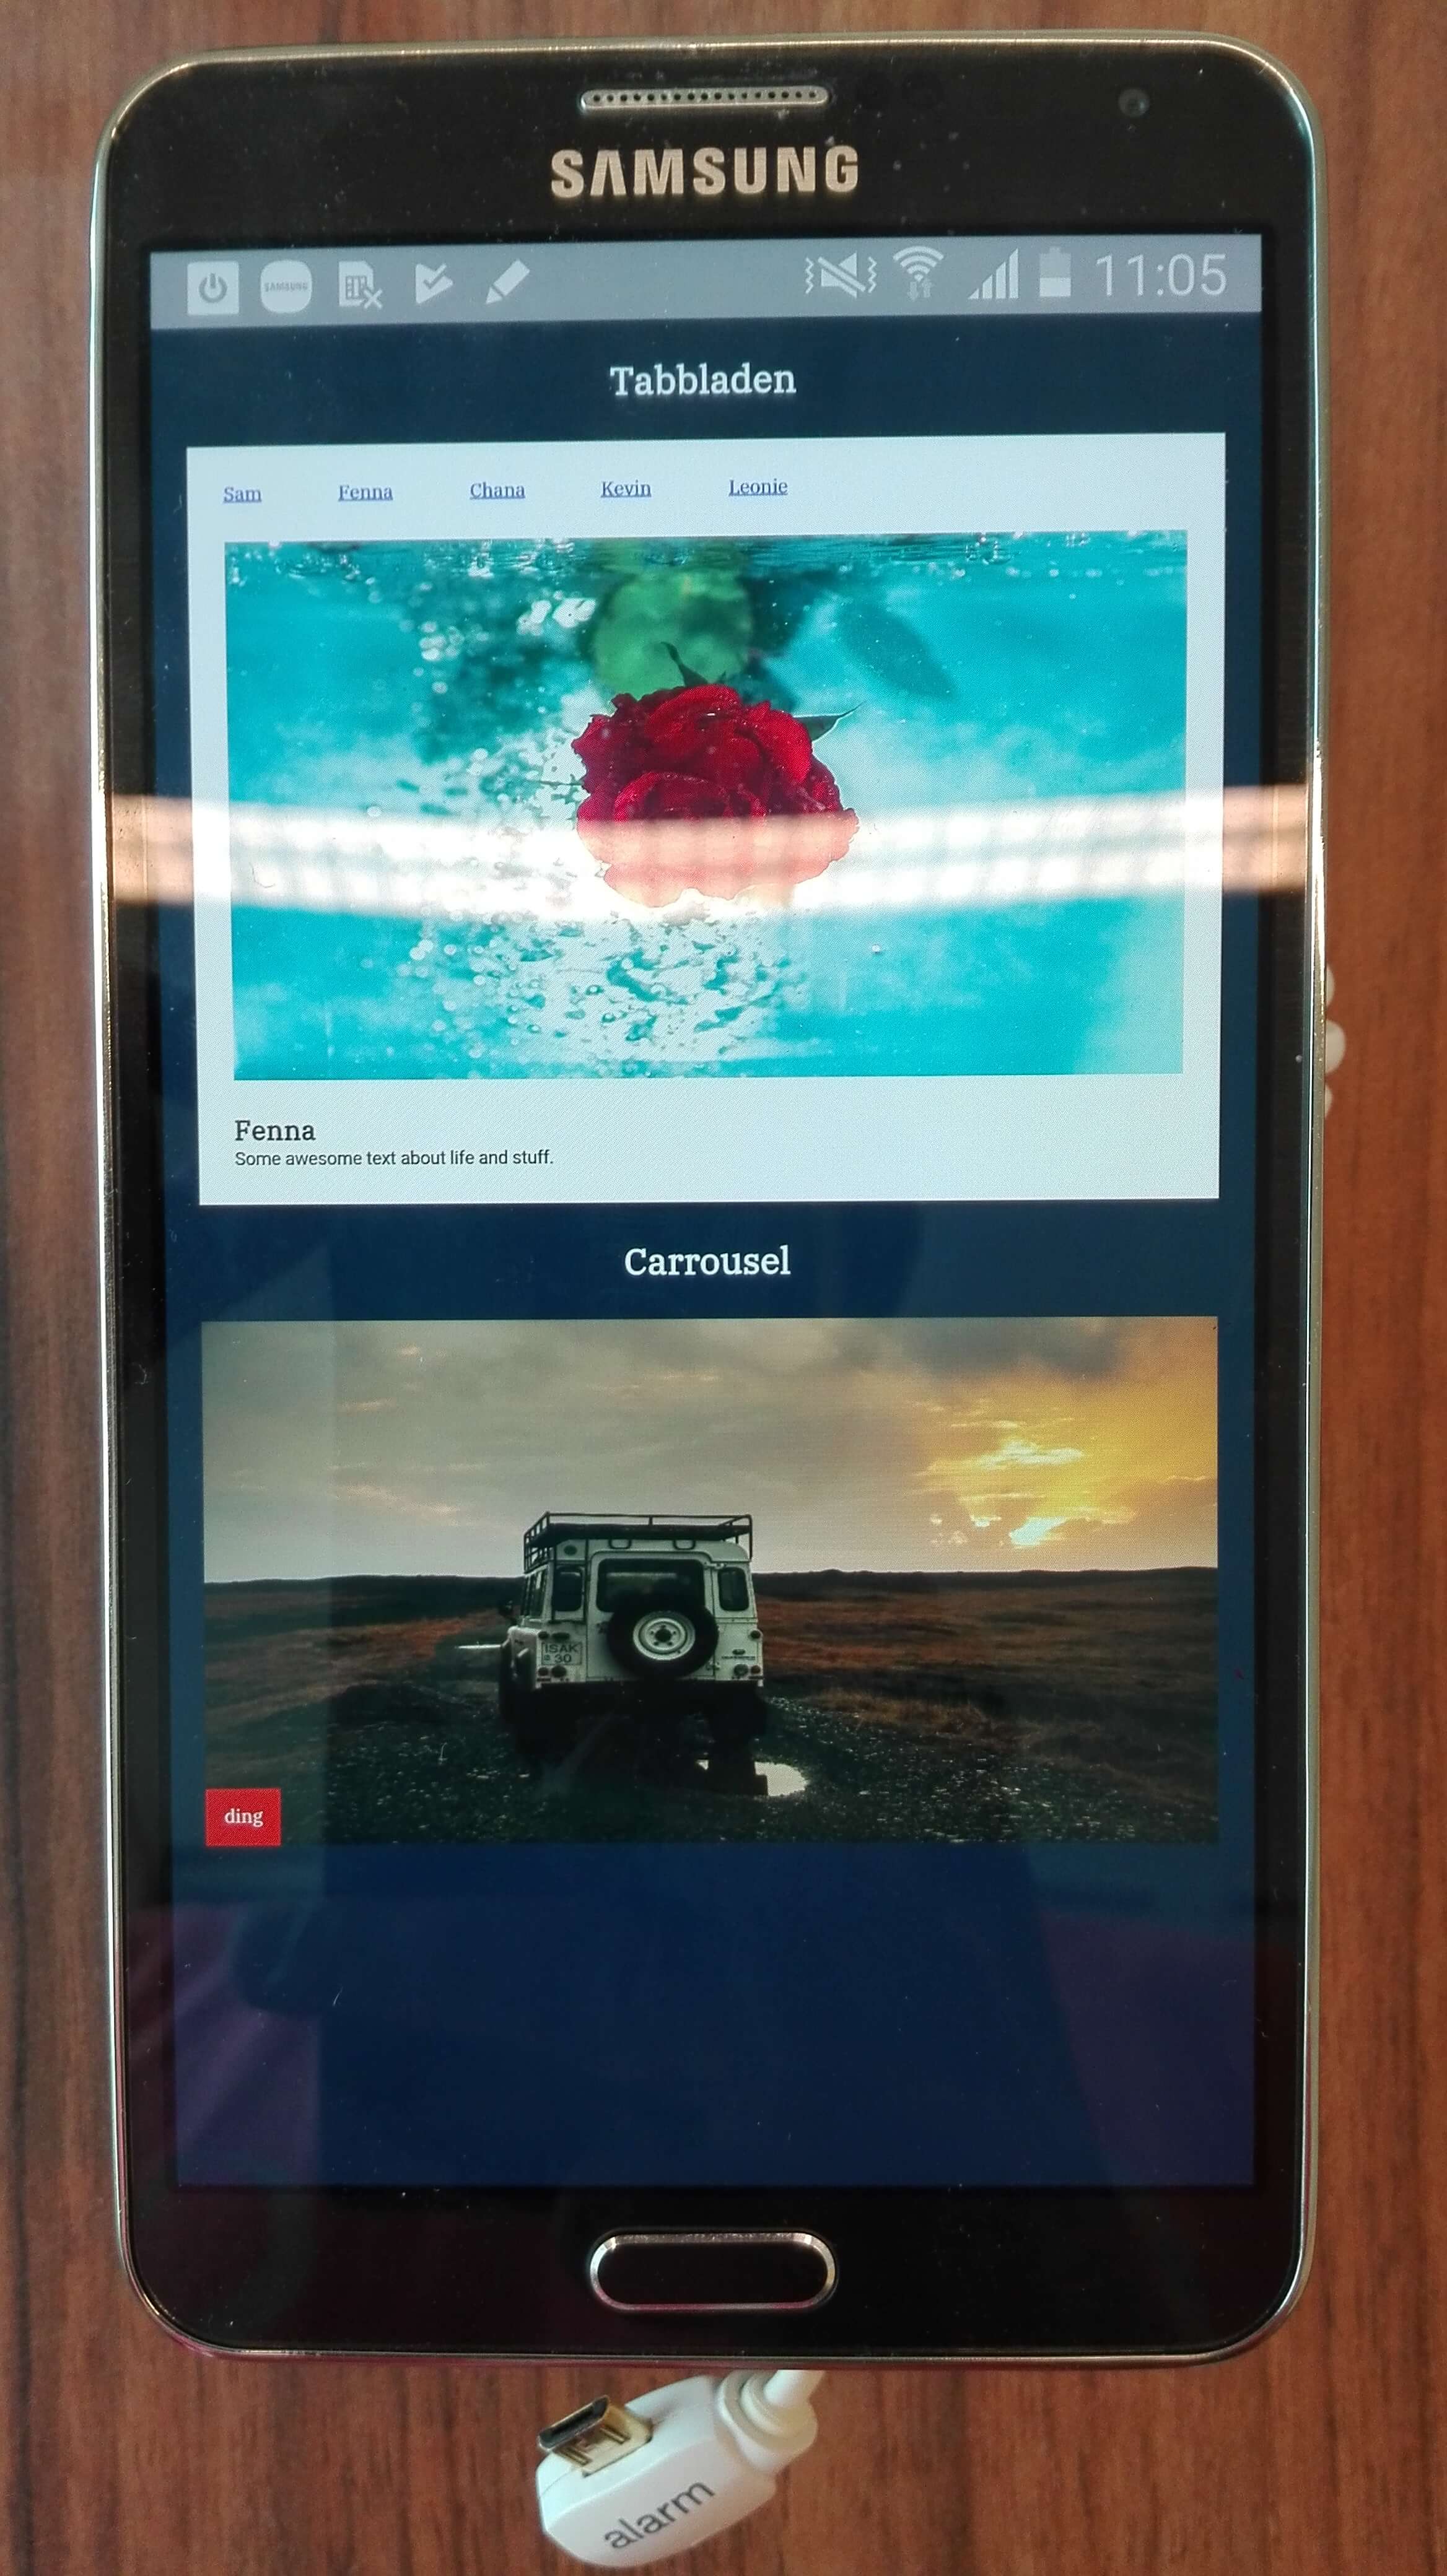 SAMSUNG
SAMSUNG
11:05
Tabbladen
Sam Fenna Chana Kevin Leonie
Fenna
Some awesome text about life and stuff.
Carrousel
ISAK
30
ding
alarm